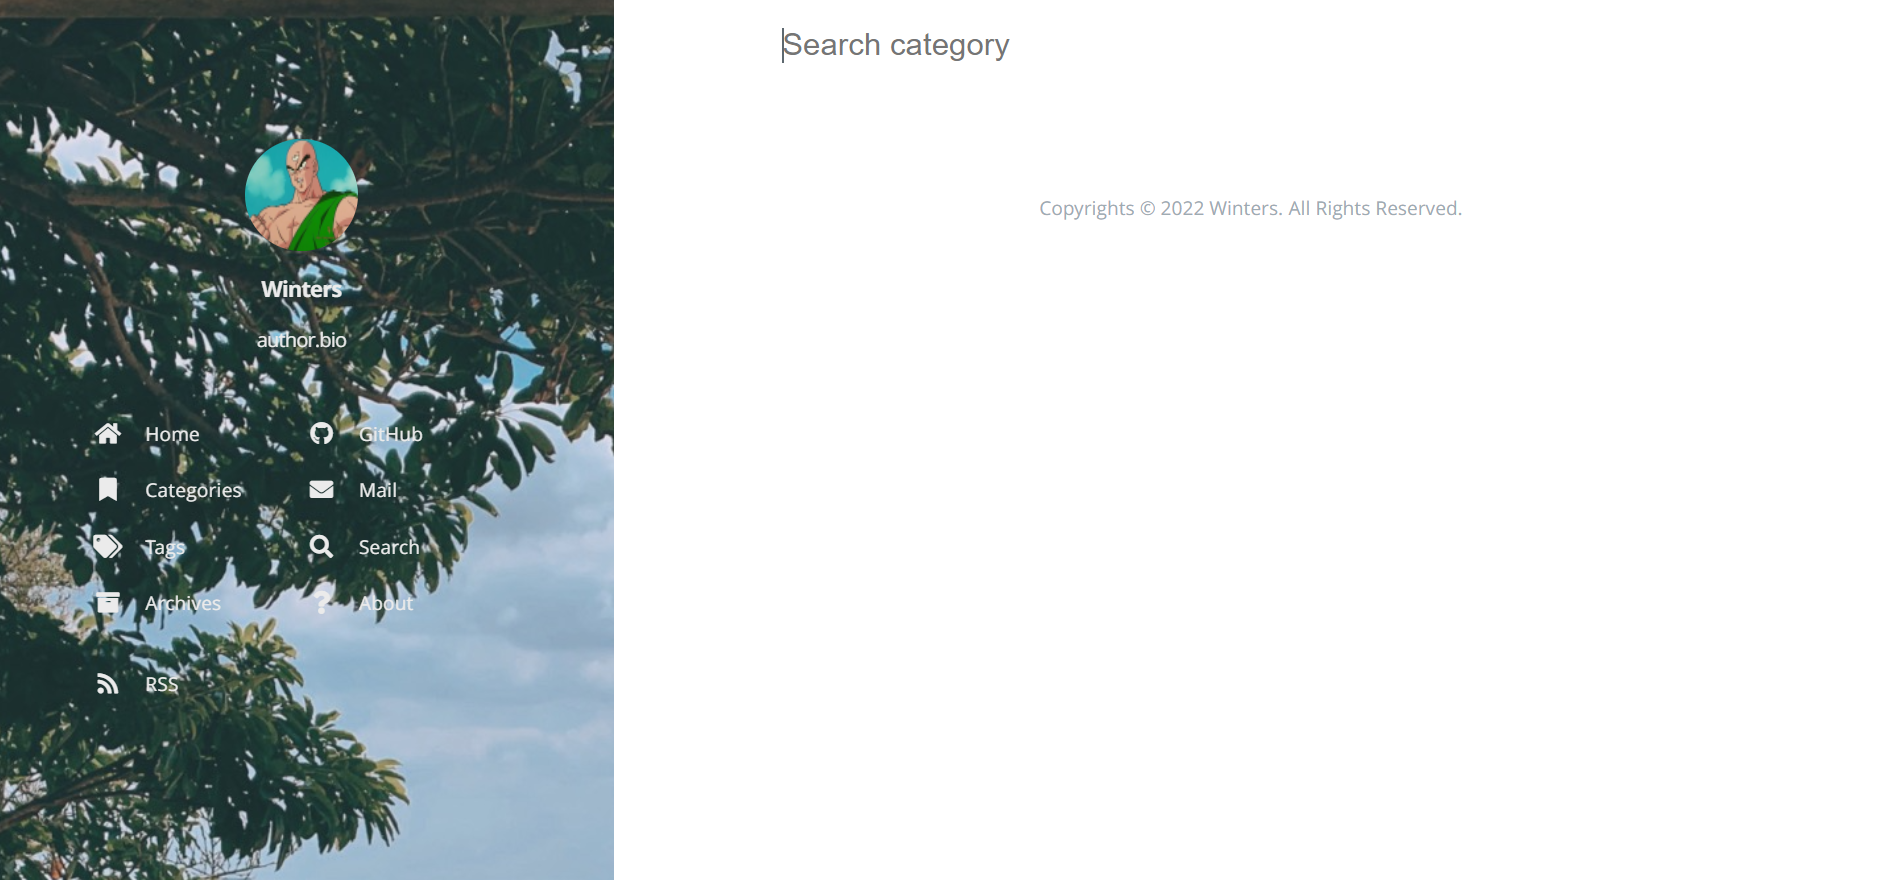 Winters
author.bio
Home
GitHub
Categories
Mail
Tags
Search
Archives
About
RSS
Search category
Copyrights © 2022 Winters. All Rights Reserved.